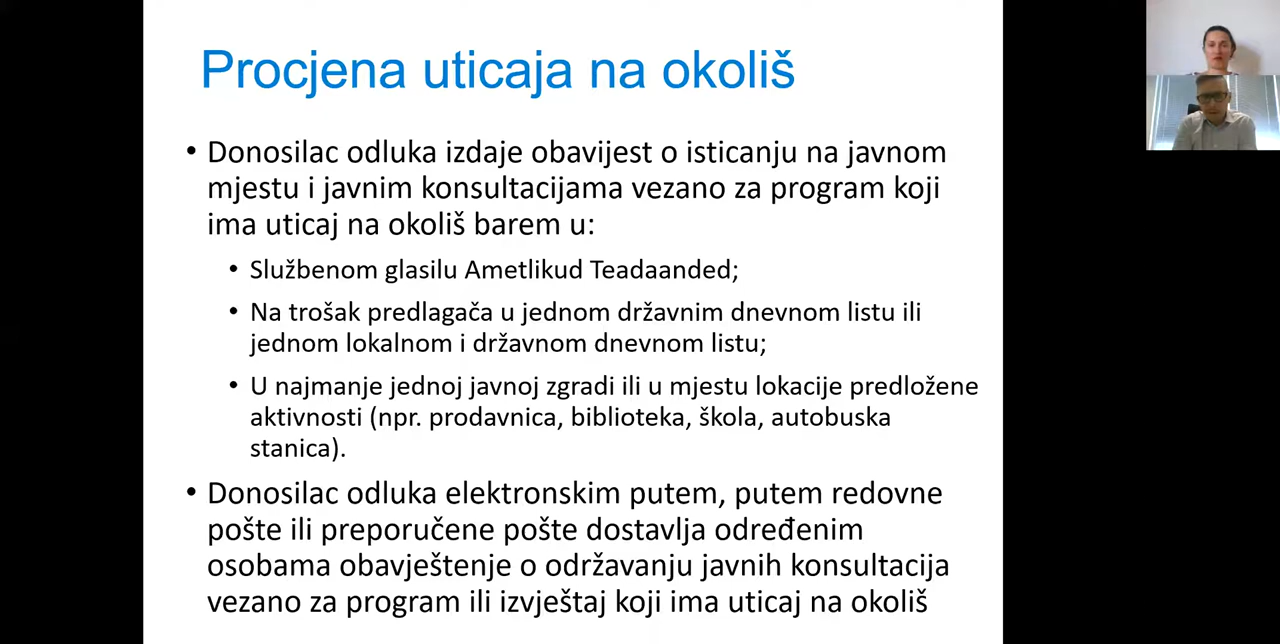 Procjena uticaja na okoliš
• Donosilac odluka izdaje obavijest o isticanju na javnom
mjestu i javnim konsultacijama vezano za program koji
ima uticaj na okoliš barem u:
• Službenom glasilu Ametlikud Teadaanded;
• Na trošak predlagača u jednom državnim dnevnom listu ili
jednom lokalnom i državnom dnevnom listu;
• U najmanje jednoj javnoj zgradi ili u mjestu lokacije predložene
aktivnosti (npr. prodavnica, biblioteka, škola, autobuska
stanica).
• Donosilac odluka elektronskim putem, putem redovne
pošte ili preporučene pošte dostavlja određenim
osobama obavještenje o održavanju javnih konsultacija
vezano za program ili izvještaj koji ima uticaj na okoliš